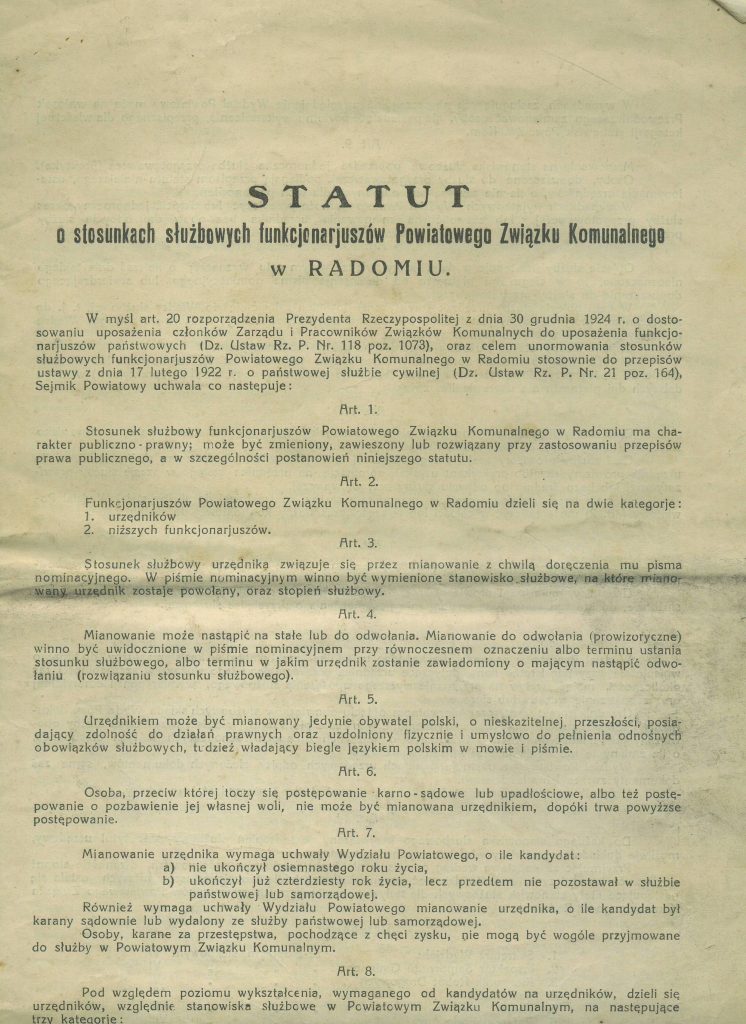 STATUT
o stosunkach służbowych funkcjonarjuszów Powiatowego Związku Komunalnego
w RADOMIU.
W myśl art. 20 rozporządzenia Prezydenta Rzeczypospolitej z dnia 30 grudnia 1924 r. o dosto-
sowaniu uposażenia członków Zarządu i Pracowników Związków Komunalnych do uposażenia funkcjo-
narjuszów państwowych (Dz. Ustaw Rz. P. Nr. 118 poz. 1073), oraz celem unormowania stosunków
służbowych funkcjonarjuszów Powiatowego Związku Komunalnego w Radomiu stosownie do przepisów
ustawy z dnia 17 lutego 1922 r. o państwowej służbie cywilnej (Dz. Ustaw Rz. P. Nr. 21 poz. 164),
Sejmik Powiatowy uchwala co następuje:
Art. 1.
Stosunek służbowy funkcjonarjuszów Powiatowego Związku Komunalnego w Radomiu ma cha-
rakter publiczno-prawny; może być zmieniony, zawieszony lub rozwiązany przy zastosowaniu przepisów
prawa publicznego, a w szczególności postanowień niniejszego statutu.
Art. 2.
Funkcjonarjuszów Powiatowego Związku Komunalnego w Radomiu dzieli się na dwie kategorje:
1. urzędników
2. niższych funkcjonarjuszów.
Art. 3.
Stosunek służbowy urzędnika związuje się przez mianowanie z chwilą doręczenia mu pisma
nominacyjnego. W piśmie nominacyjnym winno być wymienione stanowisko służbowe, na które miano-
wany urzędnik zostaje powołany, oraz stopień służbowy.
Art. 4.
Mianowanie może nastąpić na stałe lub do odwołania. Mianowanie do odwołania (prowizoryczne)
winno być uwidocznione w piśmie nominacyjnem przy równoczesnem oznaczeniu albo terminu ustania
stosunku służbowego, albo terminu w jakim urzędnik zostanie zawiadomiony o mającym nastąpić odwo-
łaniu (rozwiązaniu stosunku służbowego).
Art. 5.
Urzędnikiem może być mianowany jedynie obywatel polski, o nieskazitelnej przeszłości, posia-
dający zdolność do działań prawnych oraz uzdolniony fizycznie i umysłowo do pełnienia odnośnych
obowiązków służbowych, tudzież władający biegle językiem polskim w mowie i piśmie.
Art. 6.
Osoba, przeciw której toczy się postępowanie karno-sądowe lub upadłościowe, albo też postę-
powanie o pozbawienie jej własnej woli, nie może być mianowana urzędnikiem, dopóki trwa powyższe
postępowanie.
Art. 7.
Mianowanie urzędnika wymaga uchwały Wydziału Powiatowego, o ile kandydat:
a) nie ukończył osiemnastego roku życia,
b) ukończył już czterdziesty rok życia, lecz przedtem nie pozostawał w służbie
państwowej lub samorządowej.
Również wymaga uchwały Wydziału Powiatowego mianowanie urzędnika, o ile kandydat był
karany sądownie lub wydalony ze służby państwowej lub samorządowej.
Osoby, karane za przestępstwa, pochodzące z chęci zysku, nie mogą być wogóle przyjmowane
do służby w Powiatowym Związku Komunalnym.
Art. 8.
Pod względem poziomu wykształcenia, wymaganego od kandydatów na urzędników, dzieli się
urzędników, względnie stanowiska służbowe w Powiatowym Związku Komunalnym, na następujące
trzy kategorje: